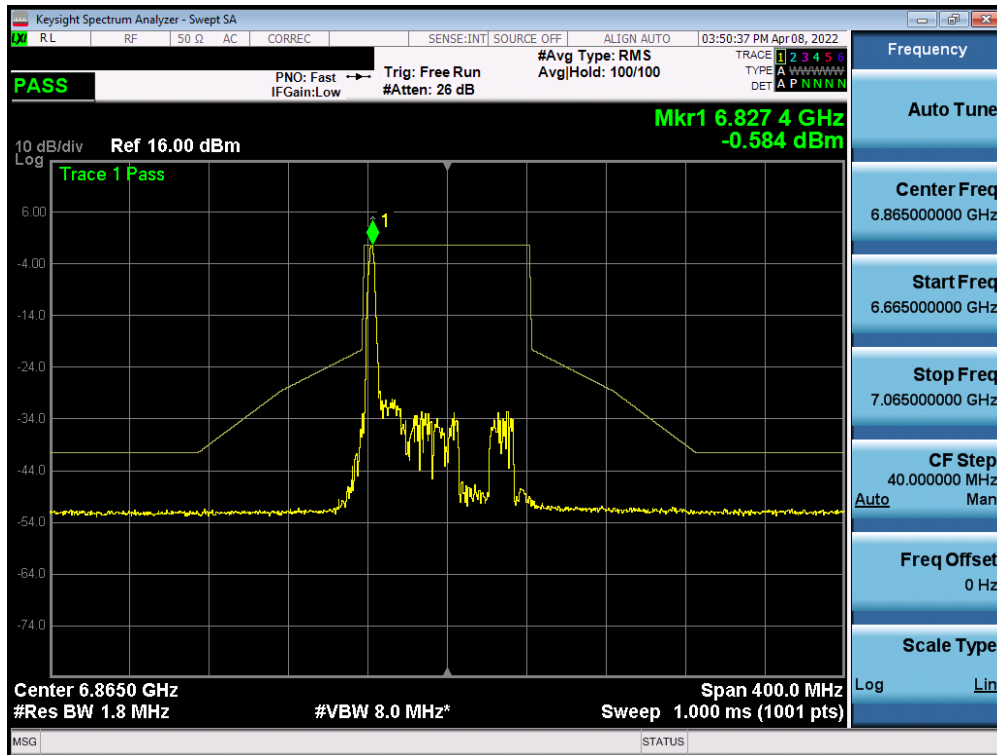 Keysight Spectrum Analyzer - Swept SA
LXI RL RF 50 Ω AC CORREC SENSE:INT SOURCE OFF ALIGN AUTO 03:50:37 PM Apr 08, 2022
PASS
PNO: Fast
IFGain:Low
Trig: Free Run
#Atten: 26 dB
#Avg Type: RMS
Avg|Hold: 100/100
TRACE 1 2 3 4 5 6
TYPE A WWWWW
DET A P N N N N
Mkr1 6.827 4 GHz
-0.584 dBm
10 dB/div Ref 16.00 dBm
Log
Trace 1 Pass
1
6.00
-4.00
-14.0
-24.0
-34.0
-44.0
-54.0
-64.0
-74.0
Center 6.8650 GHz Span 400.0 MHz
#Res BW 1.8 MHz #VBW 8.0 MHz* Sweep 1.000 ms (1001 pts)
MSG STATUS
Frequency
Auto Tune
Center Freq
6.865000000 GHz
Start Freq
6.665000000 GHz
Stop Freq
7.065000000 GHz
CF Step
40.000000 MHz
Auto Man
Freq Offset
0 Hz
Scale Type
Log Lin